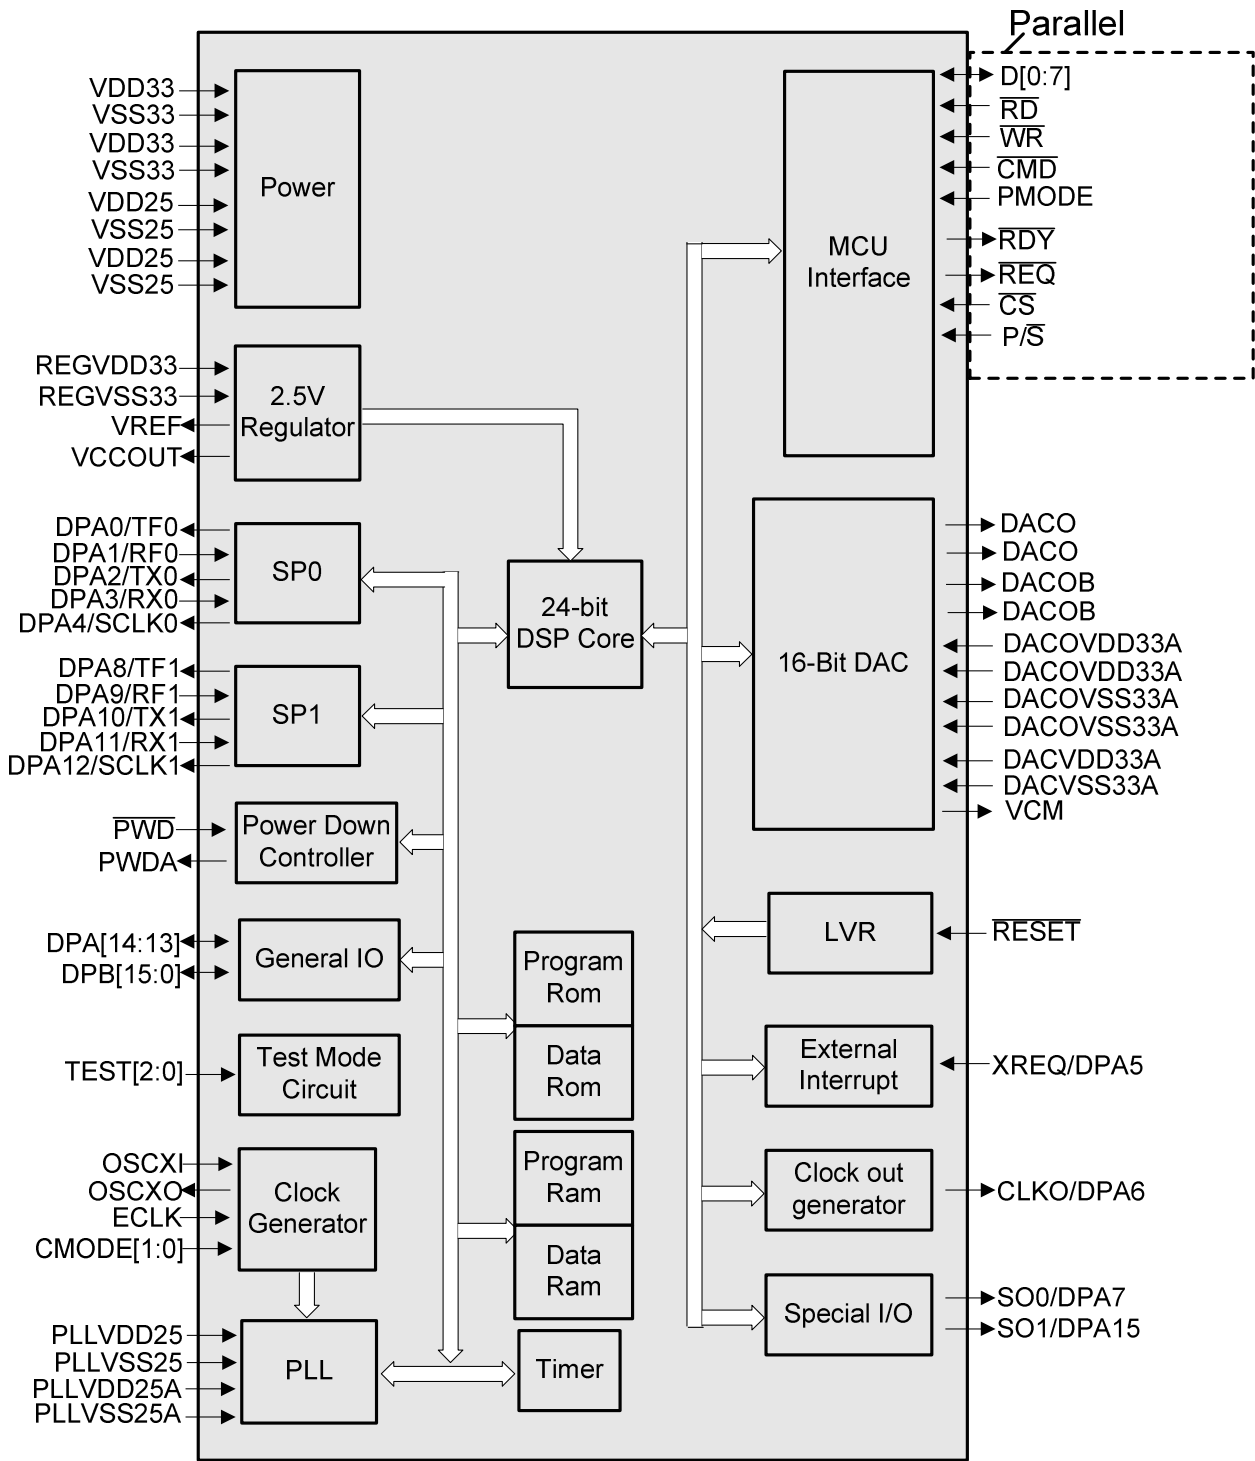 Parallel
VDD33
VSS33
VDD33
VSS33
VDD25
VSS25
VDD25
VSS25
Power
REGVDD33
REGVSS33
VREF
VCCOUT
2.5V
Regulator
DPA0/TF0
DPA1/RF0
DPA2/TX0
DPA3/RX0
DPA4/SCLK0
SP0
DPA8/TF1
DPA9/RF1
DPA10/TX1
DPA11/RX1
DPA12/SCLK1
SP1
PWD
PWDA
Power Down
Controller
DPA[14:13]
DPB[15:0]
General IO
TEST[2:0]
Test Mode
Circuit
OSCXI
OSCXO
ECLK
CMODE[1:0]
Clock
Generator
PLLVDD25
PLLVSS25
PLLVDD25A
PLLVSS25A
PLL
24-bit
DSP Core
Program
Rom
Data
Rom
Program
Ram
Data
Ram
Timer
MCU
Interface
D[0:7]
RD
WR
CMD
PMODE
RDY
REQ
CS
P/S
16-Bit DAC
DACO
DACO
DACOB
DACOB
DACOVDD33A
DACOVDD33A
DACOVSS33A
DACOVSS33A
DACVDD33A
DACVSS33A
VCM
LVR
RESET
External
Interrupt
XREQ/DPA5
Clock out
generator
CLKO/DPA6
Special I/O
SO0/DPA7
SO1/DPA15